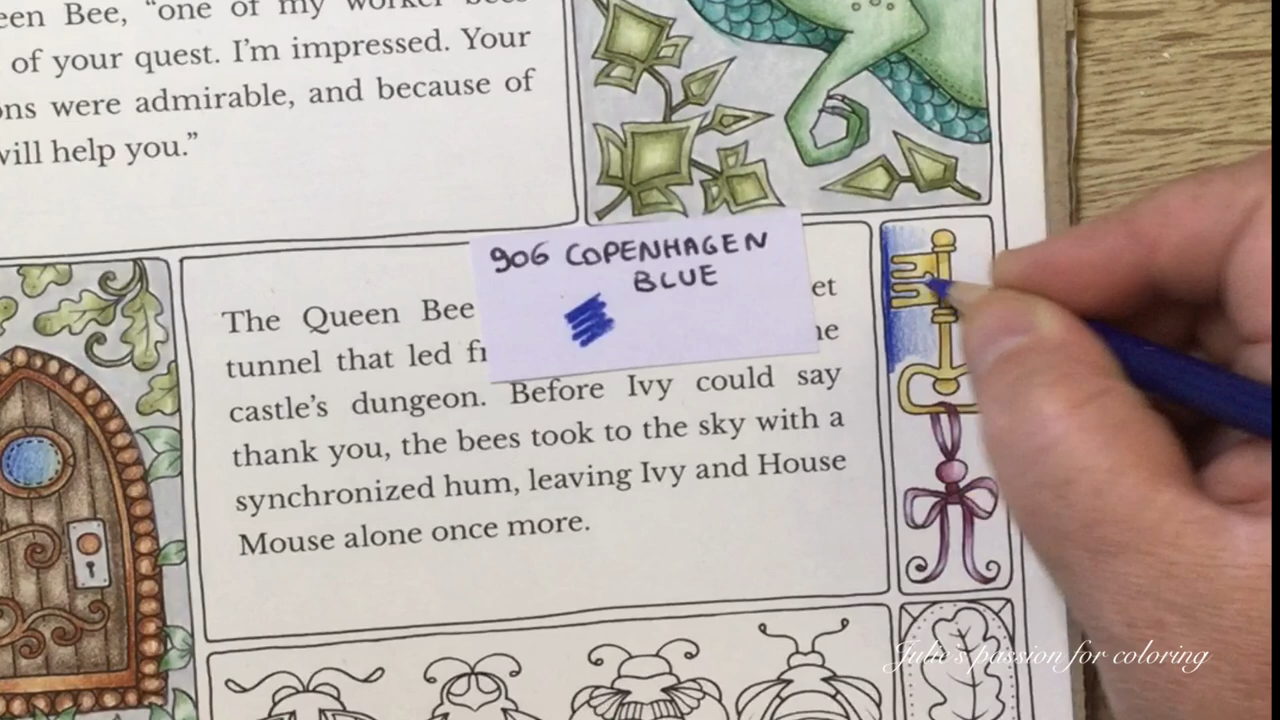 een Bee, "one of my worker bees
of your quest. I'm impressed. Your
ons were admirable, and because of
will help you."
906 COPENHAGEN
BLUE
The Queen Bee et
tunnel that led fr he
castle's dungeon. Before Ivy could say
thank you, the bees took to the sky with a
synchronized hum, leaving Ivy and House
Mouse alone once more.
Julie's passion for coloring